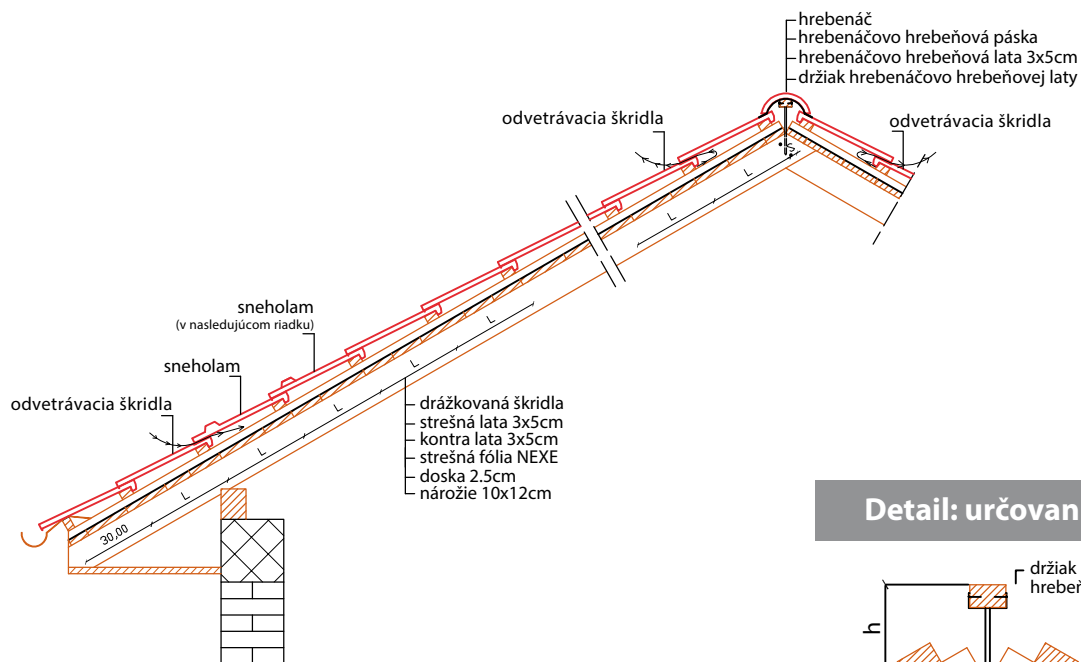 hrebenáč
hrebenáčovo hrebeňová páska
hrebenáčovo hrebeňová lata 3x5cm
držiak hrebenáčovo hrebeňovej laty
odvetrávacia škridla
odvetrávacia škridla
S
L
L
sneholam
(v nasledujúcom riadku)
L
sneholam
L
odvetrávacia škridla
L
drážkovaná škridla
strešná lata 3x5cm
kontra lata 3x5cm
strešná fólia NEXE
doska 2.5cm
nárožie 10x12cm
L
L
30,00
Detail: určovan
držiak
hrebeň
h